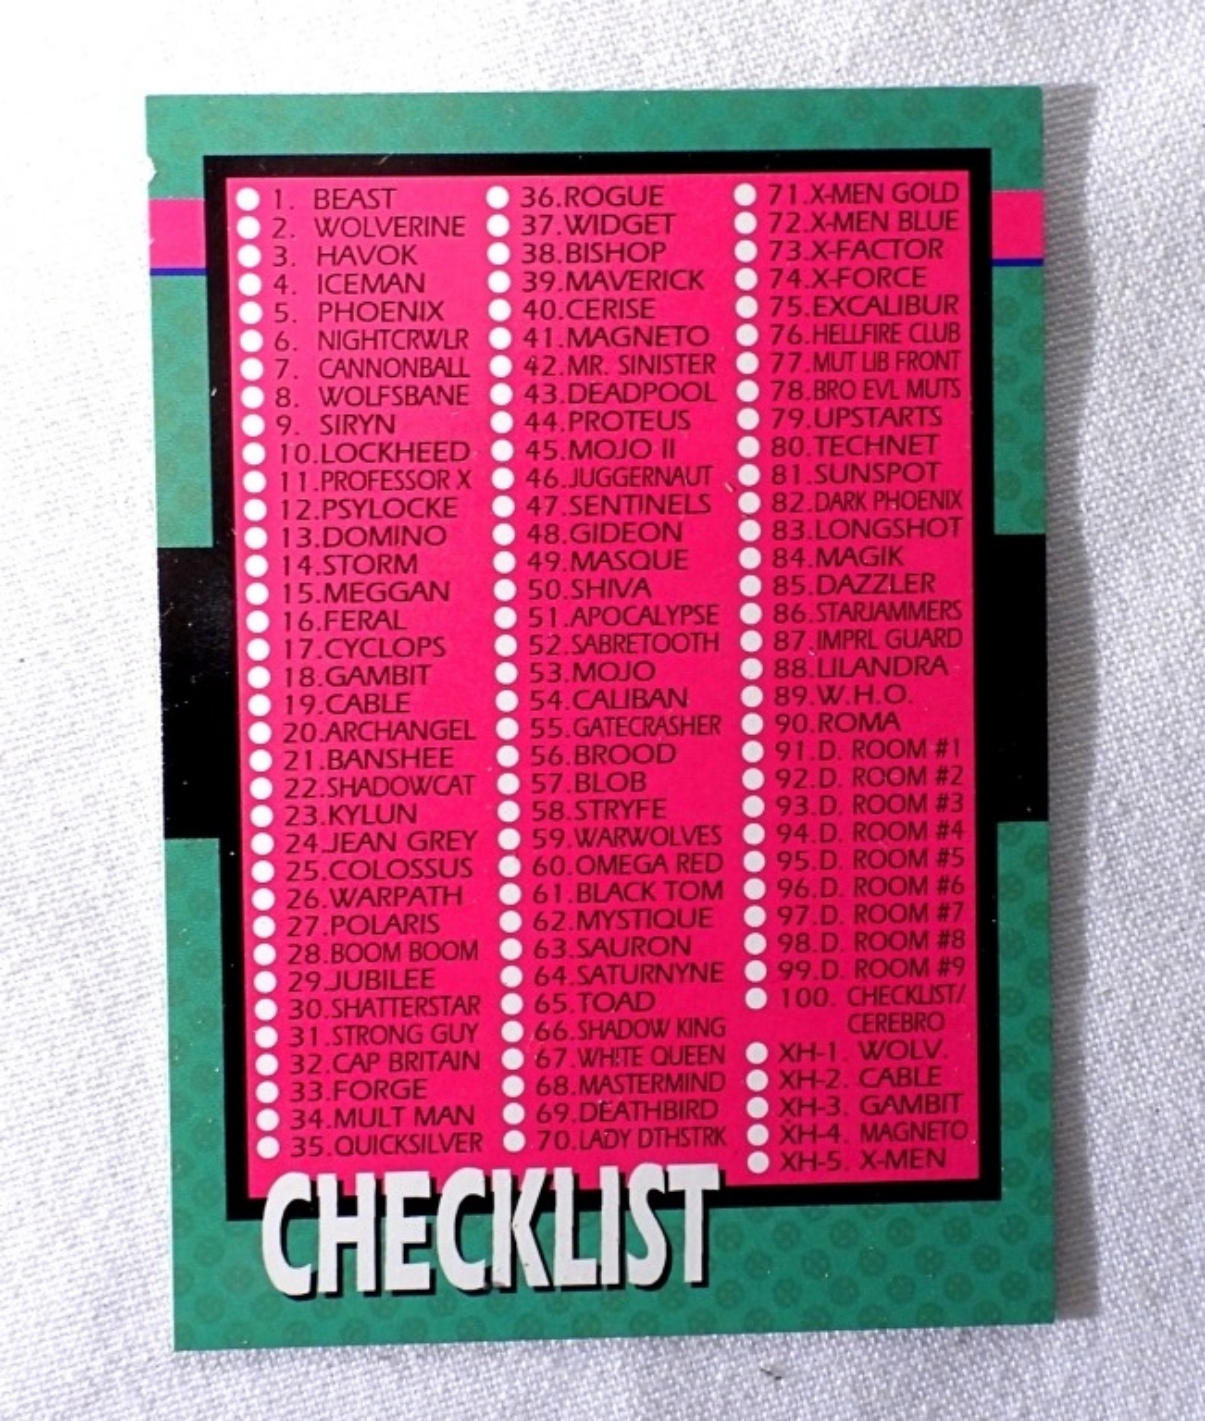 1. BEAST
2. WOLVERINE
3. HAVOK
4. ICEMAN
5. PHOENIX
6. NIGHTCRWLR
7. CANNONBALL
8. WOLFSBANE
9. SIRYN
10.LOCKHEED
11.PROFESSOR X
12.PSYLOCKE
13.DOMINO
14.STORM
15.MEGGAN
16.FERAL
17.CYCLOPS
18.GAMBIT
19.CABLE
20.ARCHANGEL
21.BANSHEE
22.SHADOWCAT
23.KYLUN
24.JEAN GREY
25.COLOSSUS
26.WARPATH
27.POLARIS
28.BOOM BOOM
29.JUBILEE
30.SHATTERSTAR
31.STRONG GUY
32.CAP BRITAIN
33.FORGE
34.MULT MAN
35.QUICKSILVER
36.ROGUE
37.WIDGET
38.BISHOP
39.MAVERICK
40.CERISE
41.MAGNETO
42.MR. SINISTER
43.DEADPOOL
44.PROTEUS
45.MOJO II
46.JUGGERNAUT
47.SENTINELS
48.GIDEON
49.MASQUE
50.SHIVA
51.APOCALYPSE
52.SABRETOOTH
53.MOJO
54.CALIBAN
55.GATECRASHER
56.BROOD
57.BLOB
58.STRYFE
59.WARWOLVES
60.OMEGA RED
61.BLACK TOM
62.MYSTIQUE
63.SAURON
64.SATURNYNE
65.TOAD
66.SHADOW KING
67.WHITE QUEEN
68.MASTERMIND
69.DEATHBIRD
70.LADY DTHSTRK
71.X-MEN GOLD
72.X-MEN BLUE
73.X-FACTOR
74.X-FORCE
75.EXCALIBUR
76.HELLFIRE CLUB
77.MUT LIB FRONT
78.BRO EVL MUTS
79.UPSTARTS
80.TECHNET
81.SUNSPOT
82.DARK PHOENIX
83.LONGSHOT
84.MAGIK
85.DAZZLER
86.STARJAMMERS
87.IMPRL GUARD
88.LILANDRA
89.W.H.O.
90.ROMA
91.D. ROOM #1
92.D. ROOM #2
93.D. ROOM #3
94.D. ROOM #4
95.D. ROOM #5
96.D. ROOM #6
97.D. ROOM #7
98.D. ROOM #8
99.D. ROOM #9
100. CHECKLIST/
CEREBRO
XH-1. WOLV.
XH-2. CABLE
XH-3. GAMBIT
XH-4. MAGNETO
XH-5. X-MEN
CHECKLIST